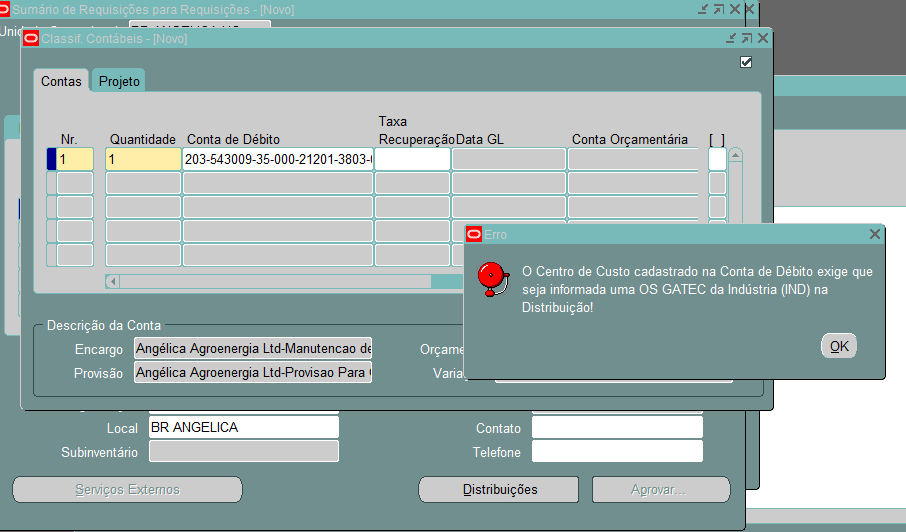 Sumário de Requisições para Requisições - [Novo]
Classif. Contábeis - [Novo]
Contas
Projeto
Taxa
Nr.
Quantidade
Conta de Débito
Recuperação
Data GL
Conta Orçamentária
[ ]
1
1
203-543009-35-000-21201-3803-
Erro
O Centro de Custo cadastrado na Conta de Débito exige que
seja informada uma OS GATEC da Indústria (IND) na
Distribuição!
OK
Descrição da Conta
Encargo
Angélica Agroenergia Ltd-Manutencao de
Orçame
Provisão
Angélica Agroenergia Ltd-Provisao Para
Varia
Local
BR ANGELICA
Contato
Subinventário
Telefone
Serviços Externos
Distribuições
Aprovar...